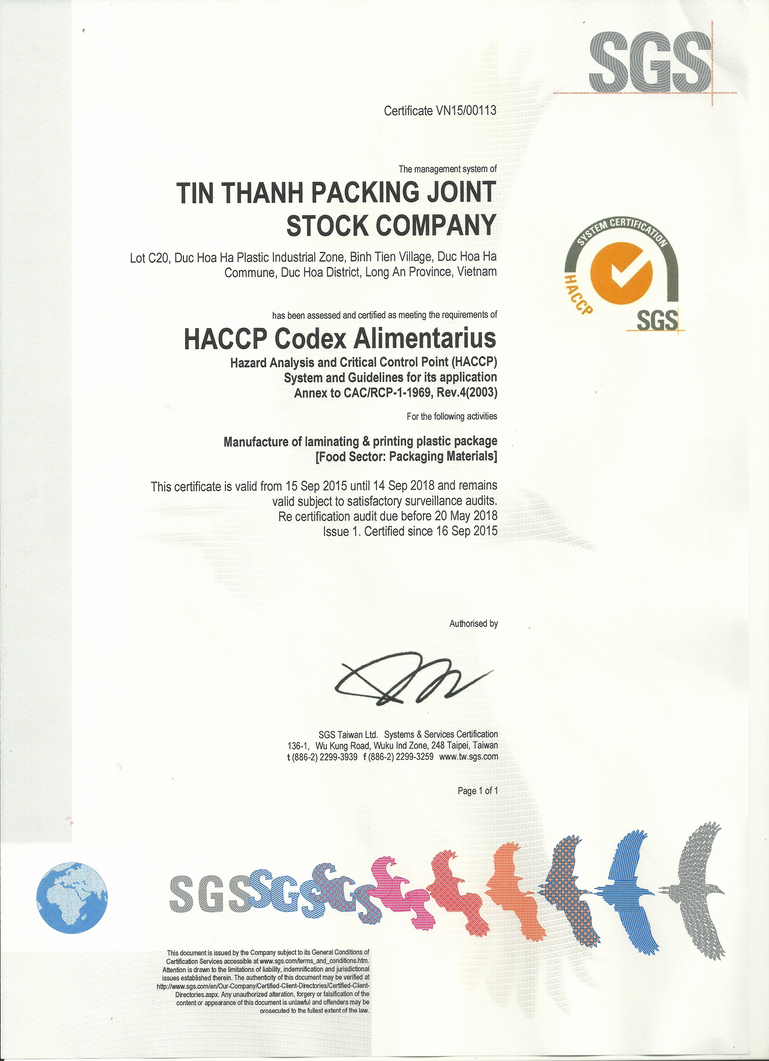 SGS
Certificate VN15/00113
The management system of
TIN THANH PACKING JOINT
STOCK COMPANY
Lot C20, Duc Hoa Ha Plastic Industrial Zone, Binh Tien Village, Duc Hoa Ha
Commune, Duc Hoa District, Long An Province, Vietnam
SYSTEM CERTIFICATION
HACCP
SGS
has been assessed and certified as meeting the requirements of
HACCP Codex Alimentarius
Hazard Analysis and Critical Control Point (HACCP)
System and Guidelines for its application
Annex to CAC/RCP-1-1969, Rev.4(2003)
For the following activities
Manufacture of laminating & printing plastic package
[Food Sector: Packaging Materials]
This certificate is valid from 15 Sep 2015 until 14 Sep 2018 and remains
valid subject to satisfactory surveillance audits.
Re certification audit due before 20 May 2018
Issue 1. Certified since 16 Sep 2015
Authorised by
SGS Taiwan Ltd. Systems & Services Certification
136-1, Wu Kung Road, Wuku Ind Zone, 248 Taipei, Taiwan
t (886-2) 2299-3939 f (886-2) 2299-3259 www.tw.sgs.com
Page 1 of 1
SGSSGSSGS
This document is issued by the Company subject to its General Conditions of
Certification Services accessible at www.sgs.com/terms_and_conditions.htm.
Attention is drawn to the limitations of liability, indemnification and jurisdictional
issues established therein. The authenticity of this document may be verified at
http://www.sgs.com/en/Our-Company/Certified-Client-Directories/Certified-Client-
Directories.aspx. Any unauthorized alteration, forgery or falsification of the
content or appearance of this document is unlawful and offenders may be
prosecuted to the fullest extent of the law.